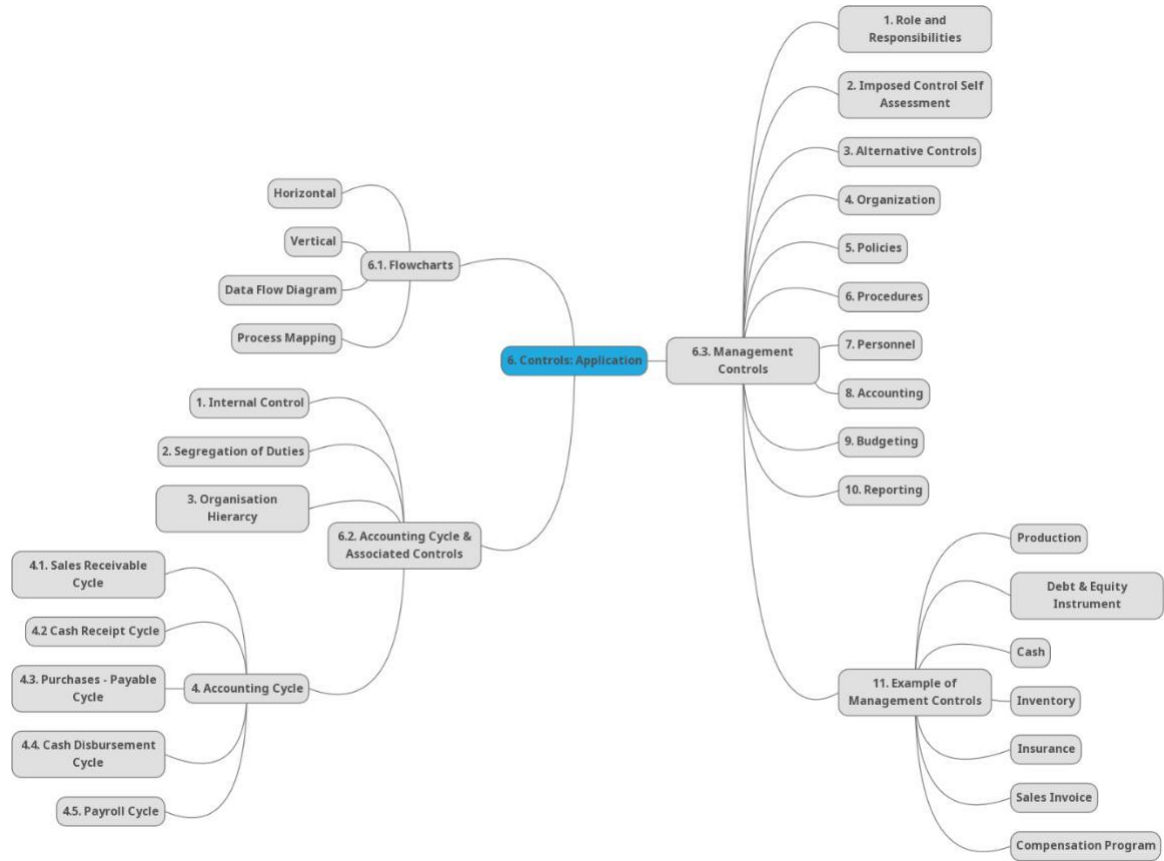 6. Controls: Application
6.1. Flowcharts
Horizontal
Vertical
Data Flow Diagram
Process Mapping
6.2. Accounting Cycle &
Associated Controls
1. Internal Control
2. Segregation of Duties
3. Organisation
Hierarcy
4. Accounting Cycle
4.1. Sales Receivable
Cycle
4.2 Cash Receipt Cycle
4.3. Purchases - Payable
Cycle
4.4. Cash Disbursement
Cycle
4.5. Payroll Cycle
6.3. Management
Controls
1. Role and
Responsibilities
2. Imposed Control Self
Assessment
3. Alternative Controls
4. Organization
5. Policies
6. Procedures
7. Personnel
8. Accounting
9. Budgeting
10. Reporting
11. Example of
Management Controls
Production
Debt & Equity
Instrument
Cash
Inventory
Insurance
Sales Invoice
Compensation Program